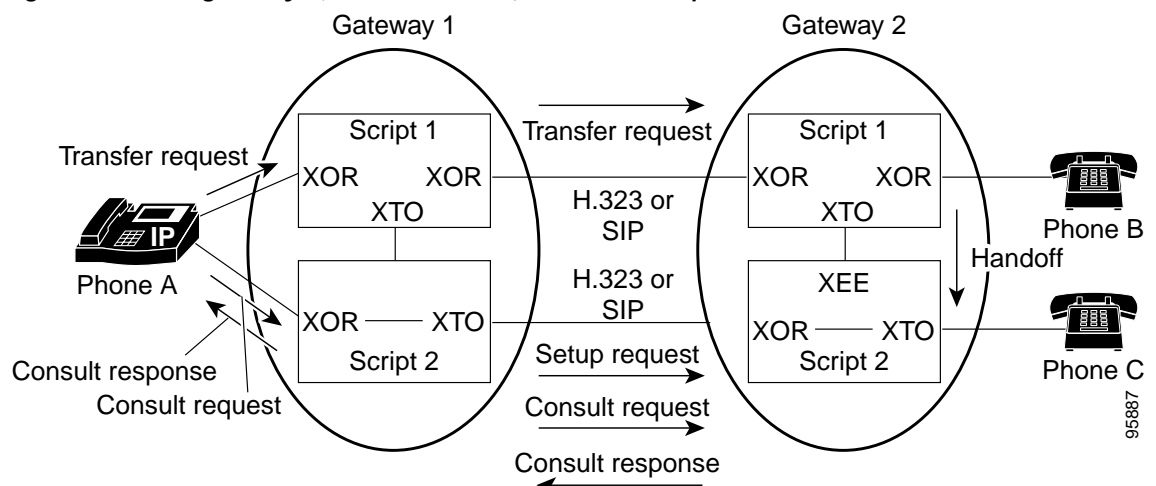 Gateway 1
Gateway 2
Script 1
Transfer request
Script 1
Transfer request
XOR
XOR
XOR
XOR
XTO
H.323 or
SIP
XTO
IP
Phone A
Phone B
Handoff
H.323 or
SIP
XEE
XOR
XTO
XOR
XTO
Script 2
Setup request
Script 2
Phone C
Consult response
Consult request
Consult request
Consult response
95887